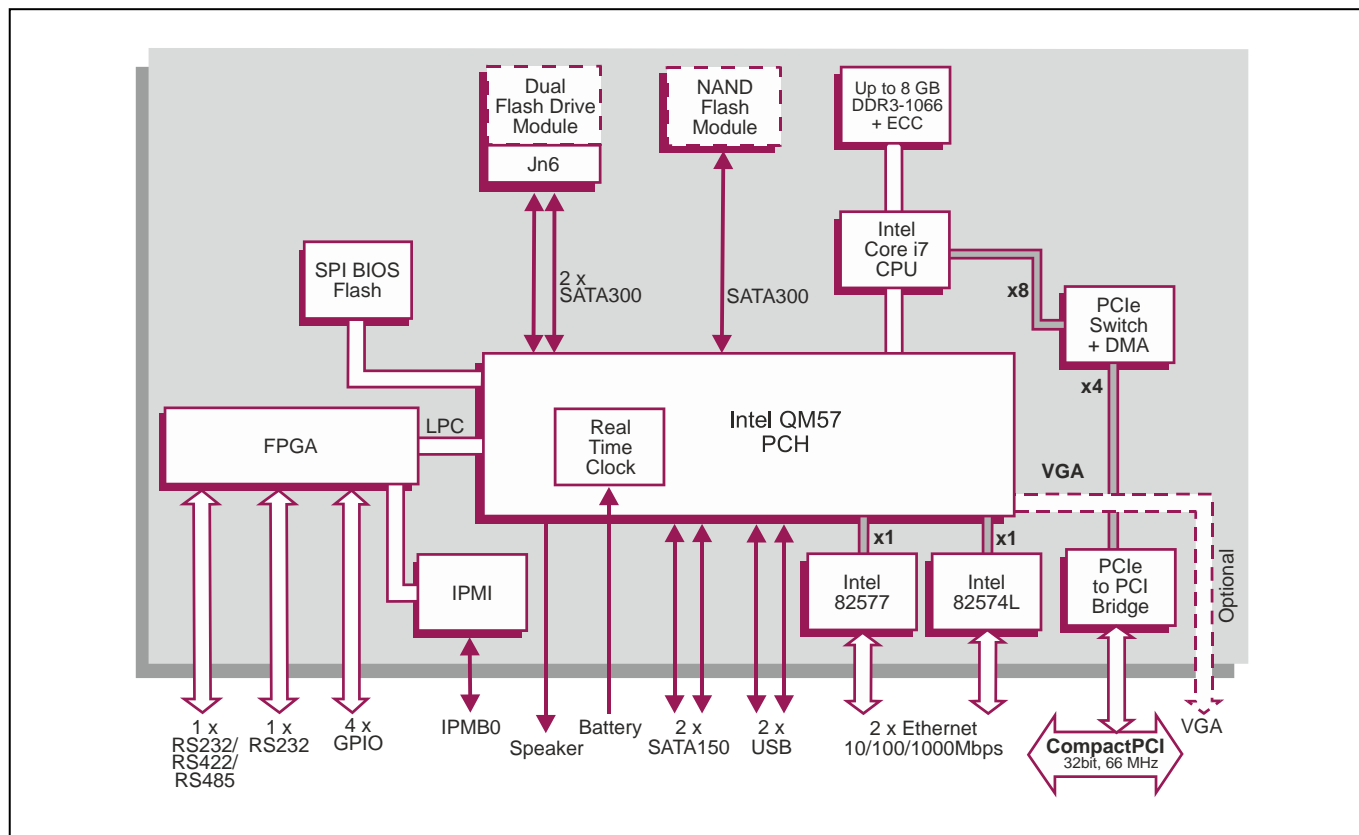 Dual
Flash Drive
Module
Jn6
NAND
Flash
Module
Up to 8 GB
DDR3-1066
+ ECC
Intel
Core i7
CPU
SPI BIOS
Flash
2 x
SATA300
SATA300
x8
PCIe
Switch
+ DMA
x4
FPGA
LPC
Real
Time
Clock
Intel QM57
PCH
VGA
x1
x1
IPMI
Intel
82577
Intel
82574L
PCIe
to PCI
Bridge
Optional
1 x
RS232/
RS422/
RS485
1 x
RS232
4 x
GPIO
IPMB0
Speaker
Battery
2 x
SATA150
2 x
USB
2 x Ethernet
10/100/1000Mbps
CompactPCI
32bit, 66 MHz
VGA